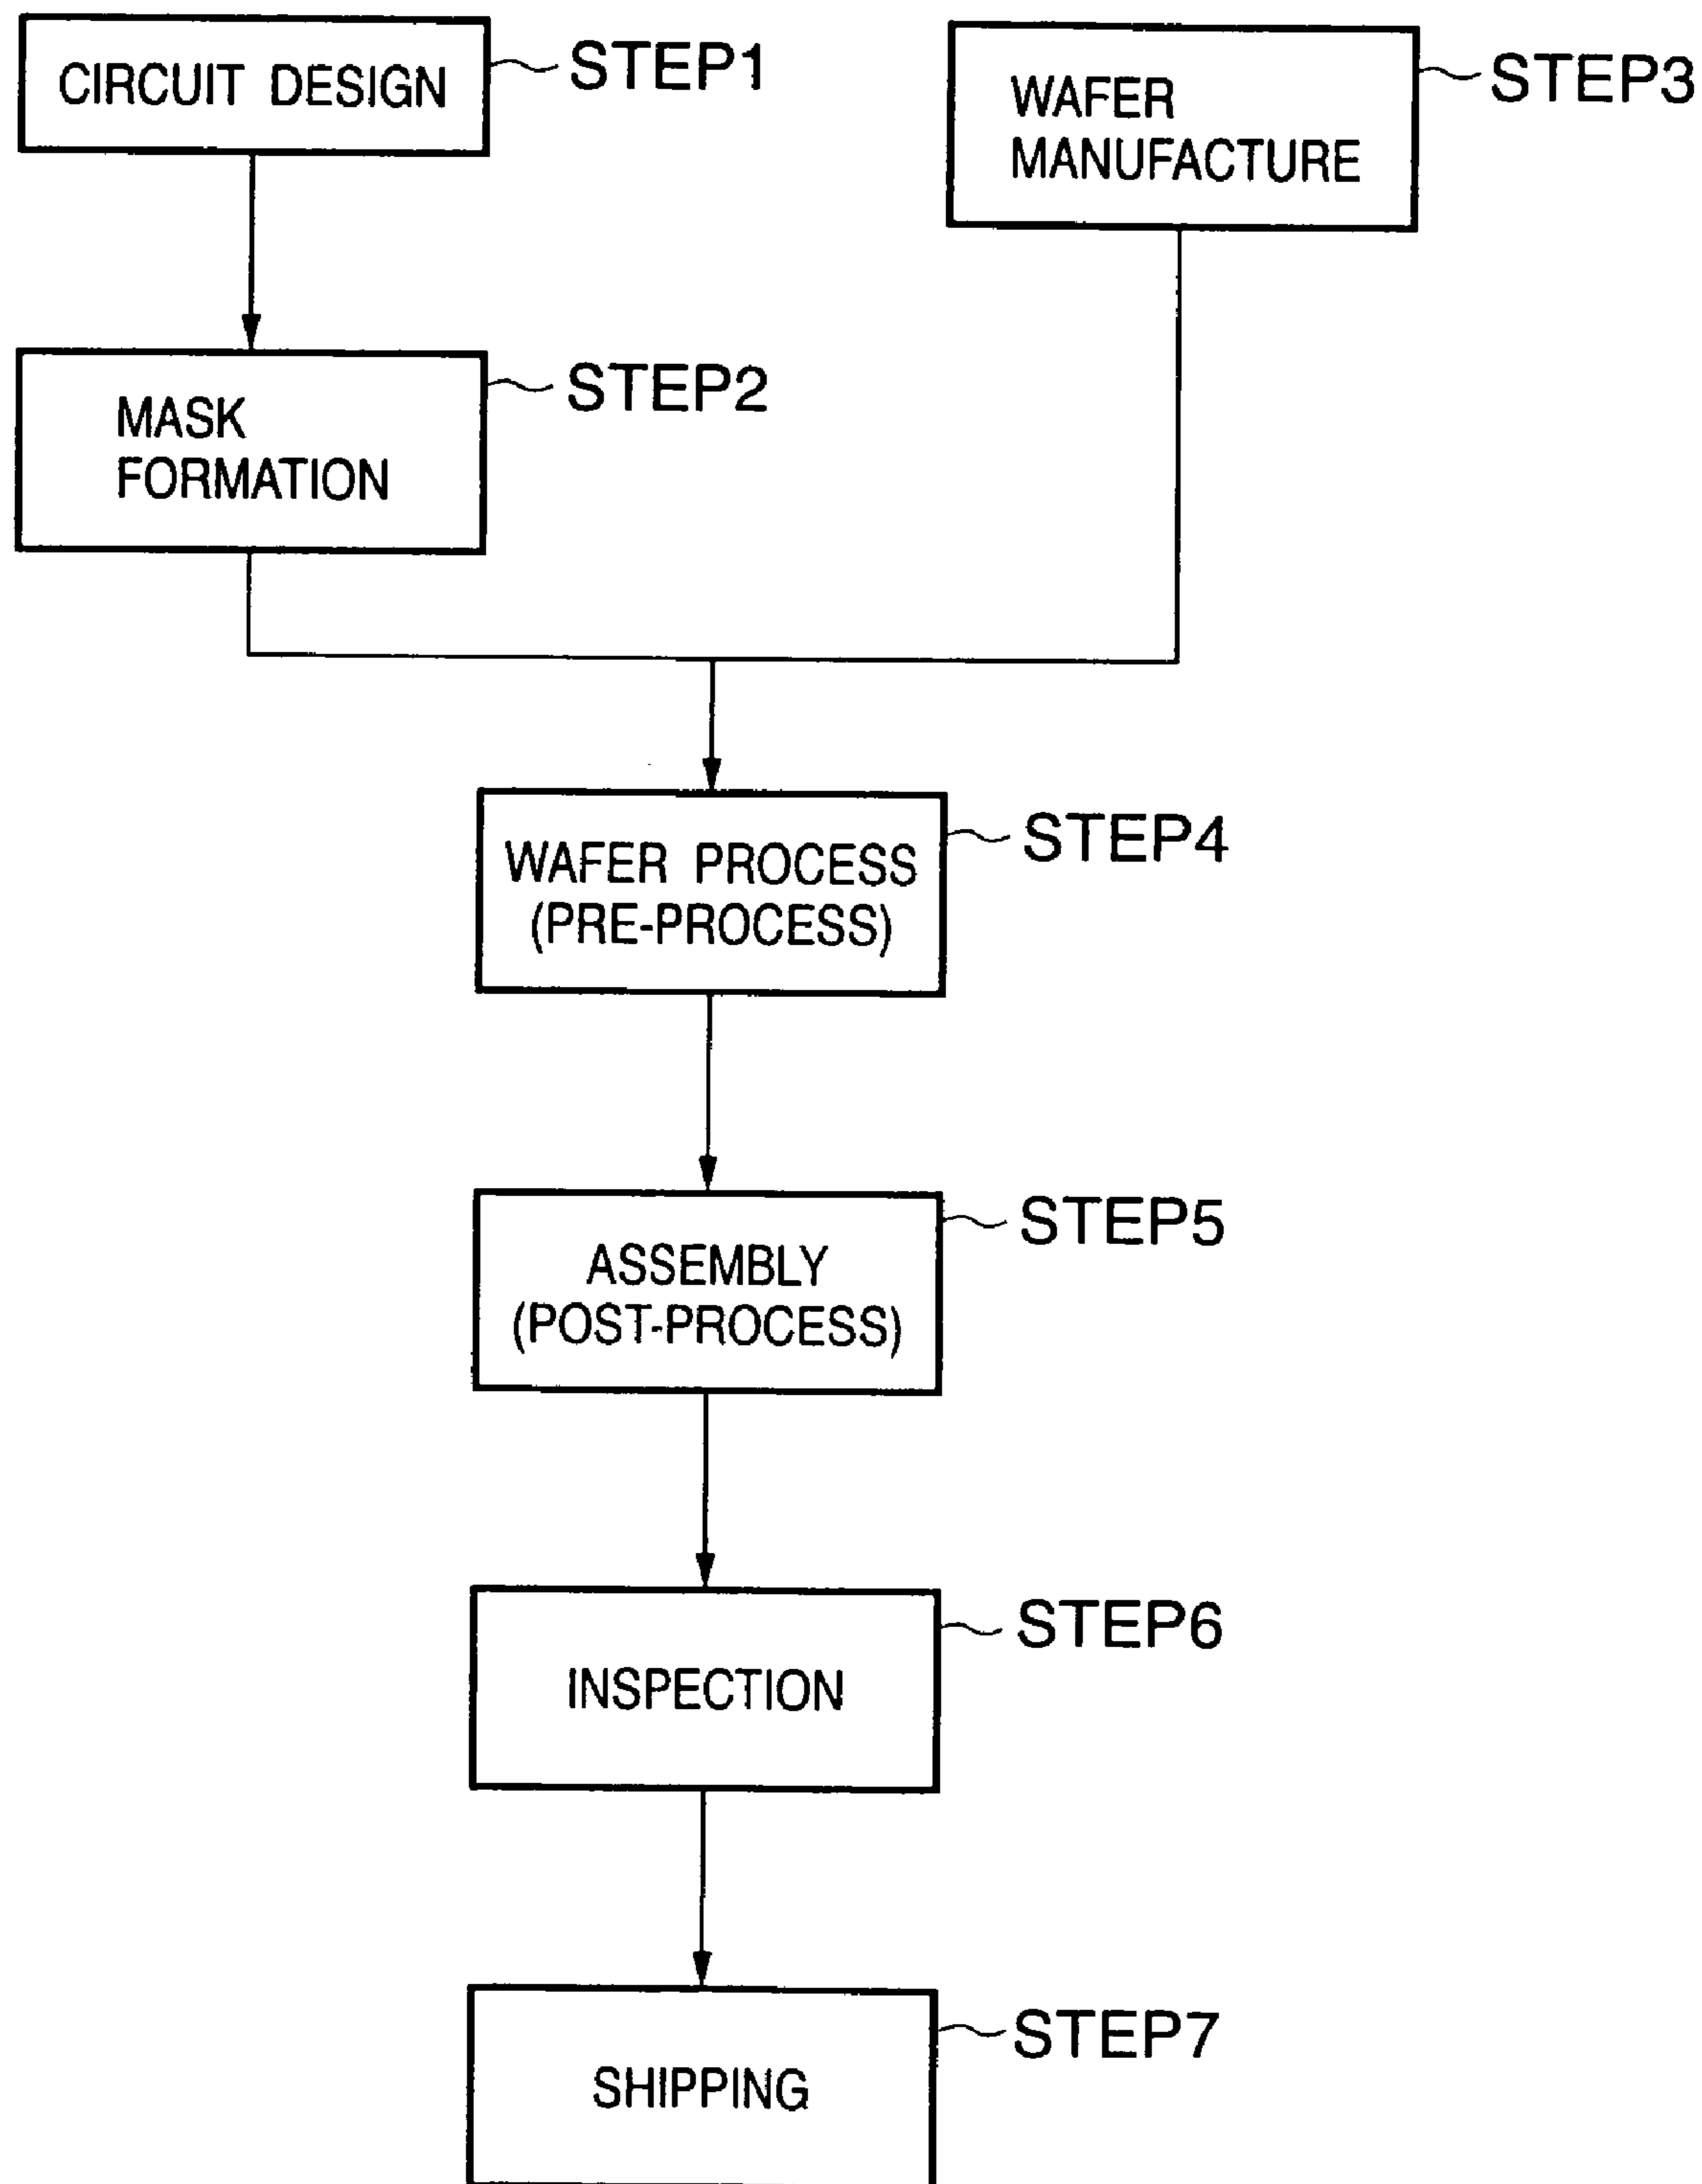 CIRCUIT DESIGN
STEP1
WAFER
MANUFACTURE
STEP3
MASK
FORMATION
STEP2
WAFER PROCESS
(PRE-PROCESS)
STEP4
ASSEMBLY
(POST-PROCESS)
STEP5
INSPECTION
STEP6
SHIPPING
STEP7